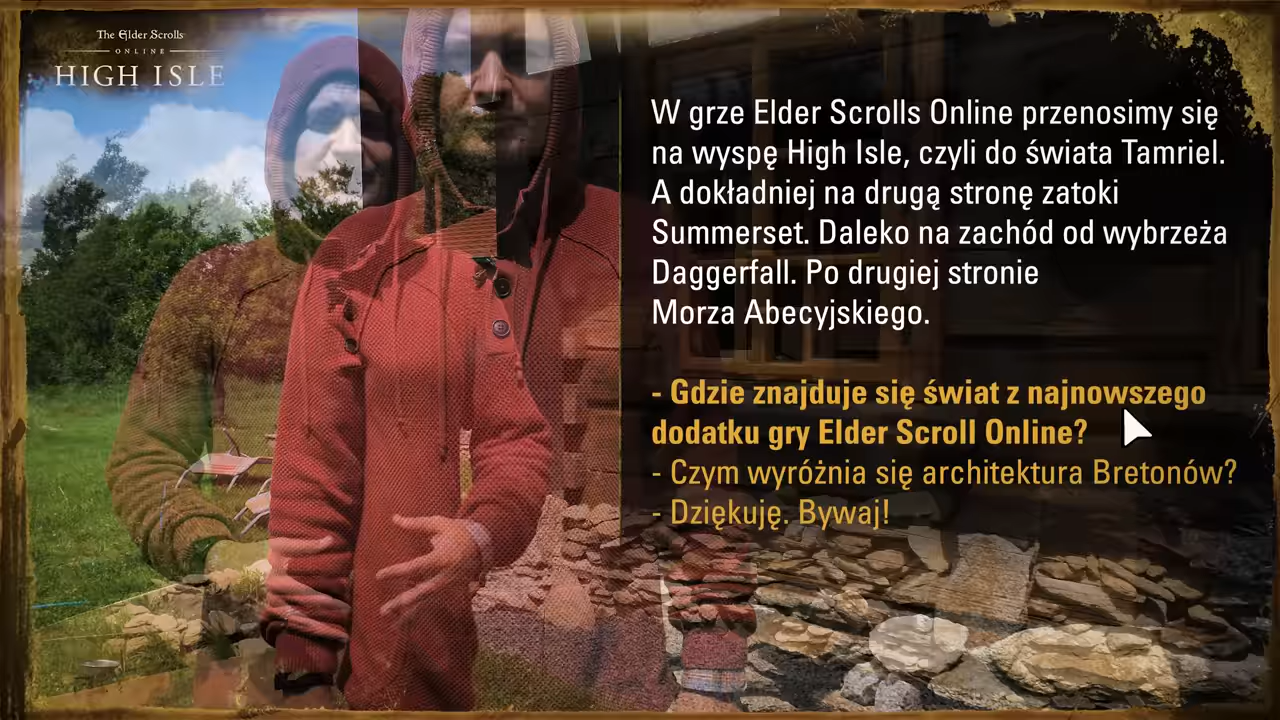 The Elder Scrolls
ONLINE
HIGH ISLE
W grze Elder Scrolls Online przenosimy się
na wyspę High Isle, czyli do świata Tamriel.
A dokładniej na drugą stronę zatoki
Summerset. Daleko na zachód od wybrzeża
Daggerfall. Po drugiej stronie
Morza Abecyjskiego.
- Gdzie znajduje się świat z najnowszego
dodatku gry Elder Scroll Online?
- Czym wyróżnia się architektura Bretonów?
- Dziękuję. Bywaj!